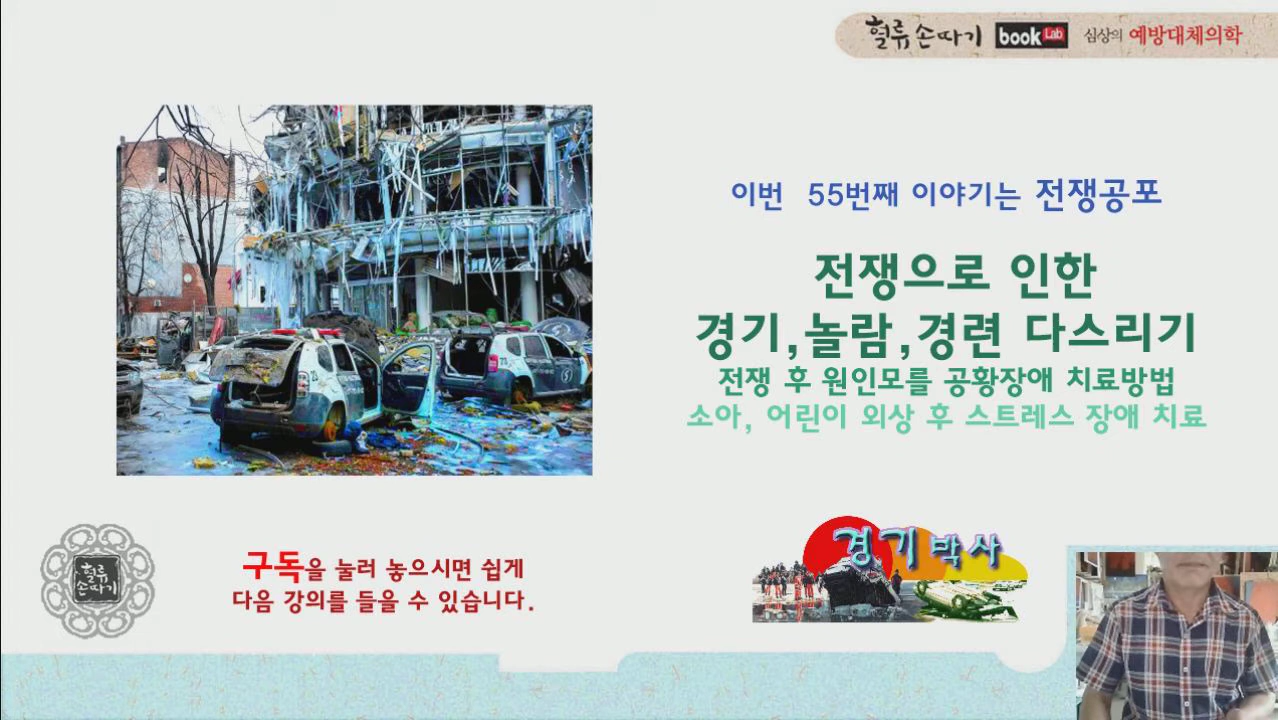 혈류 손따기 book Lab 심상의 예방대체의학
이번 55번째 이야기는 전쟁공포
전쟁으로 인한
경기,놀람,경련 다스리기
전쟁 후 원인모를 공황장애 치료방법
소아, 어린이 외상 후 스트레스 장애 치료
혈류
손따기
구독을 눌러 놓으시면 쉽게
다음 강의를 들을 수 있습니다.
경기박사